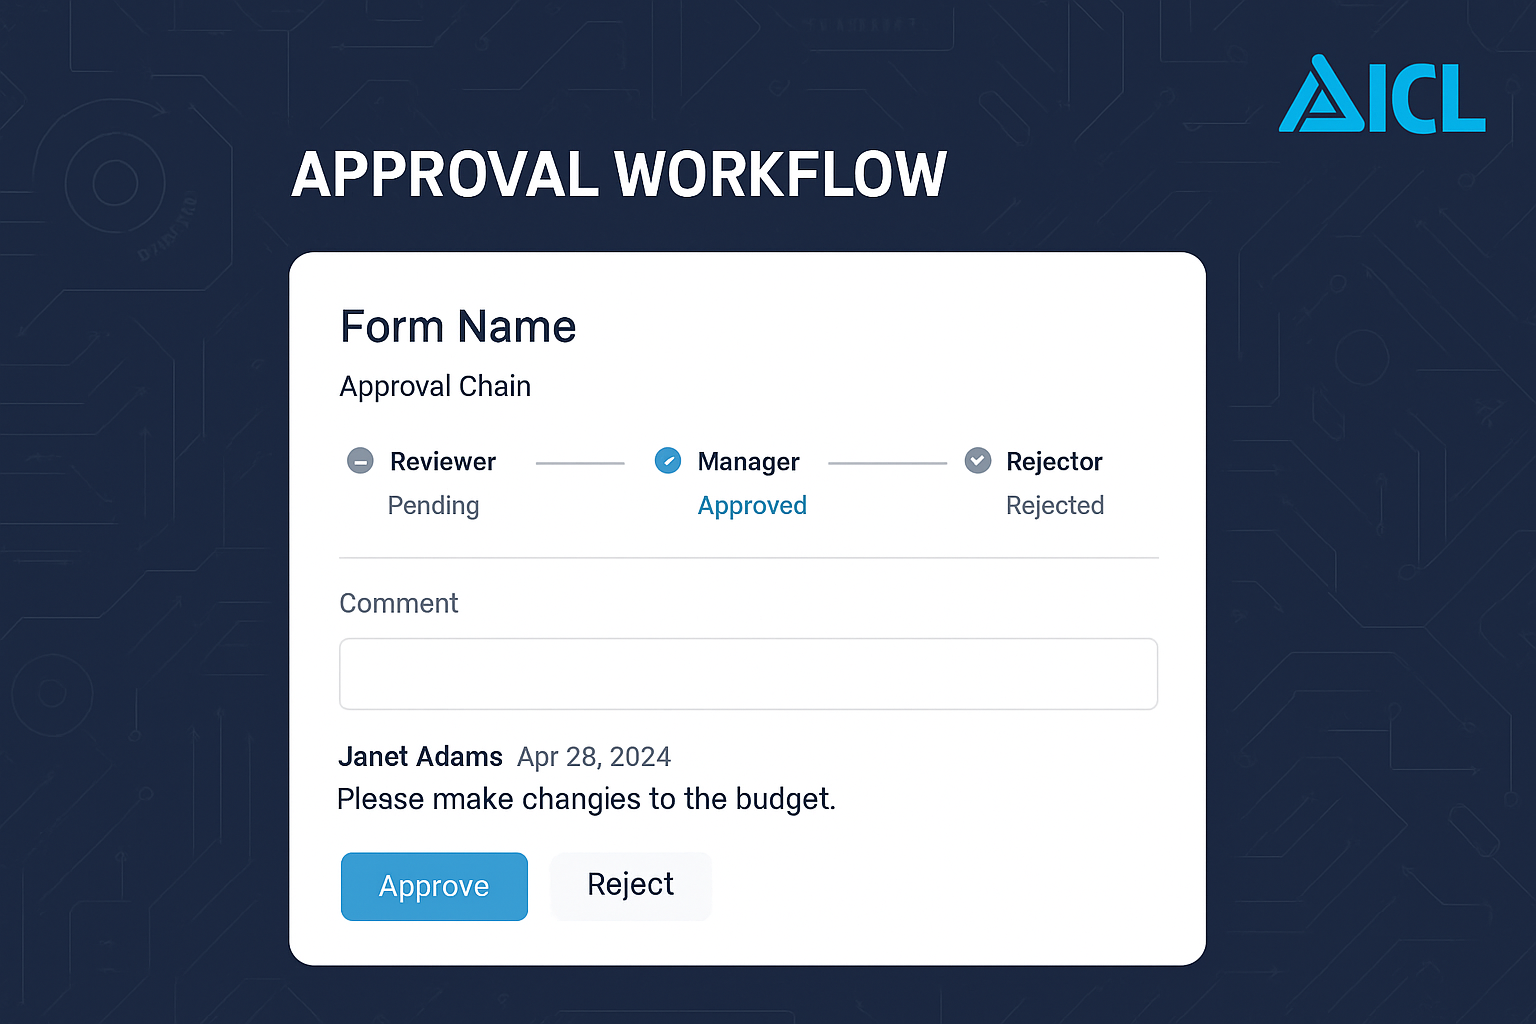 AICL
APPROVAL WORKFLOW
Form Name
Approval Chain
Reviewer Manager Rejector
Pending Approved Rejected
Comment
Janet Adams Apr 28, 2024
Please make changies to the budget.
Approve Reject